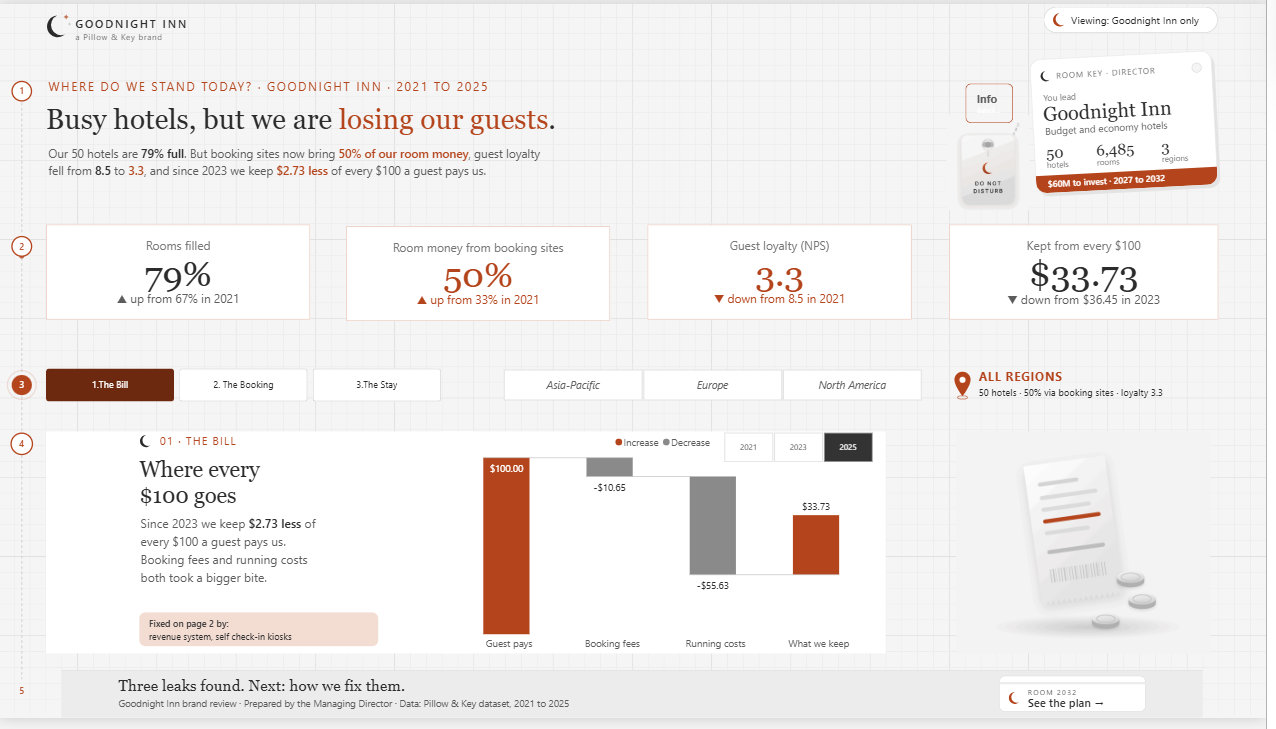 GOODNIGHT INN
a Pillow & Key brand
Viewing: Goodnight Inn only
1
WHERE DO WE STAND TODAY? · GOODNIGHT INN · 2021 TO 2025
Busy hotels, but we are losing our guests.
Our 50 hotels are 79% full. But booking sites now bring 50% of our room money, guest loyalty
fell from 8.5 to 3.3, and since 2023 we keep $2.73 less of every $100 a guest pays us.
Info
DO NOT
DISTURB
ROOM KEY · DIRECTOR
You lead
Goodnight Inn
Budget and economy hotels
50 6,485 3
hotels rooms regions
$60M to invest · 2027 to 2032
2
Rooms filled
79%
▲ up from 67% in 2021
Room money from booking sites
50%
▲ up from 33% in 2021
Guest loyalty (NPS)
3.3
▼ down from 8.5 in 2021
Kept from every $100
$33.73
▼ down from $36.45 in 2023
3
1.The Bill
2. The Booking
3.The Stay
Asia-Pacific
Europe
North America
ALL REGIONS
50 hotels · 50% via booking sites · loyalty 3.3
4
01 · THE BILL
Where every
$100 goes
Since 2023 we keep $2.73 less of
every $100 a guest pays us.
Booking fees and running costs
both took a bigger bite.
Fixed on page 2 by:
revenue system, self check-in kiosks
Increase Decrease
2021
2023
2025
$100.00
-$10.65
-$55.63
$33.73
Guest pays
Booking fees
Running costs
What we keep
5
Three leaks found. Next: how we fix them.
Goodnight Inn brand review · Prepared by the Managing Director · Data: Pillow & Key dataset, 2021 to 2025
ROOM 2032
See the plan →